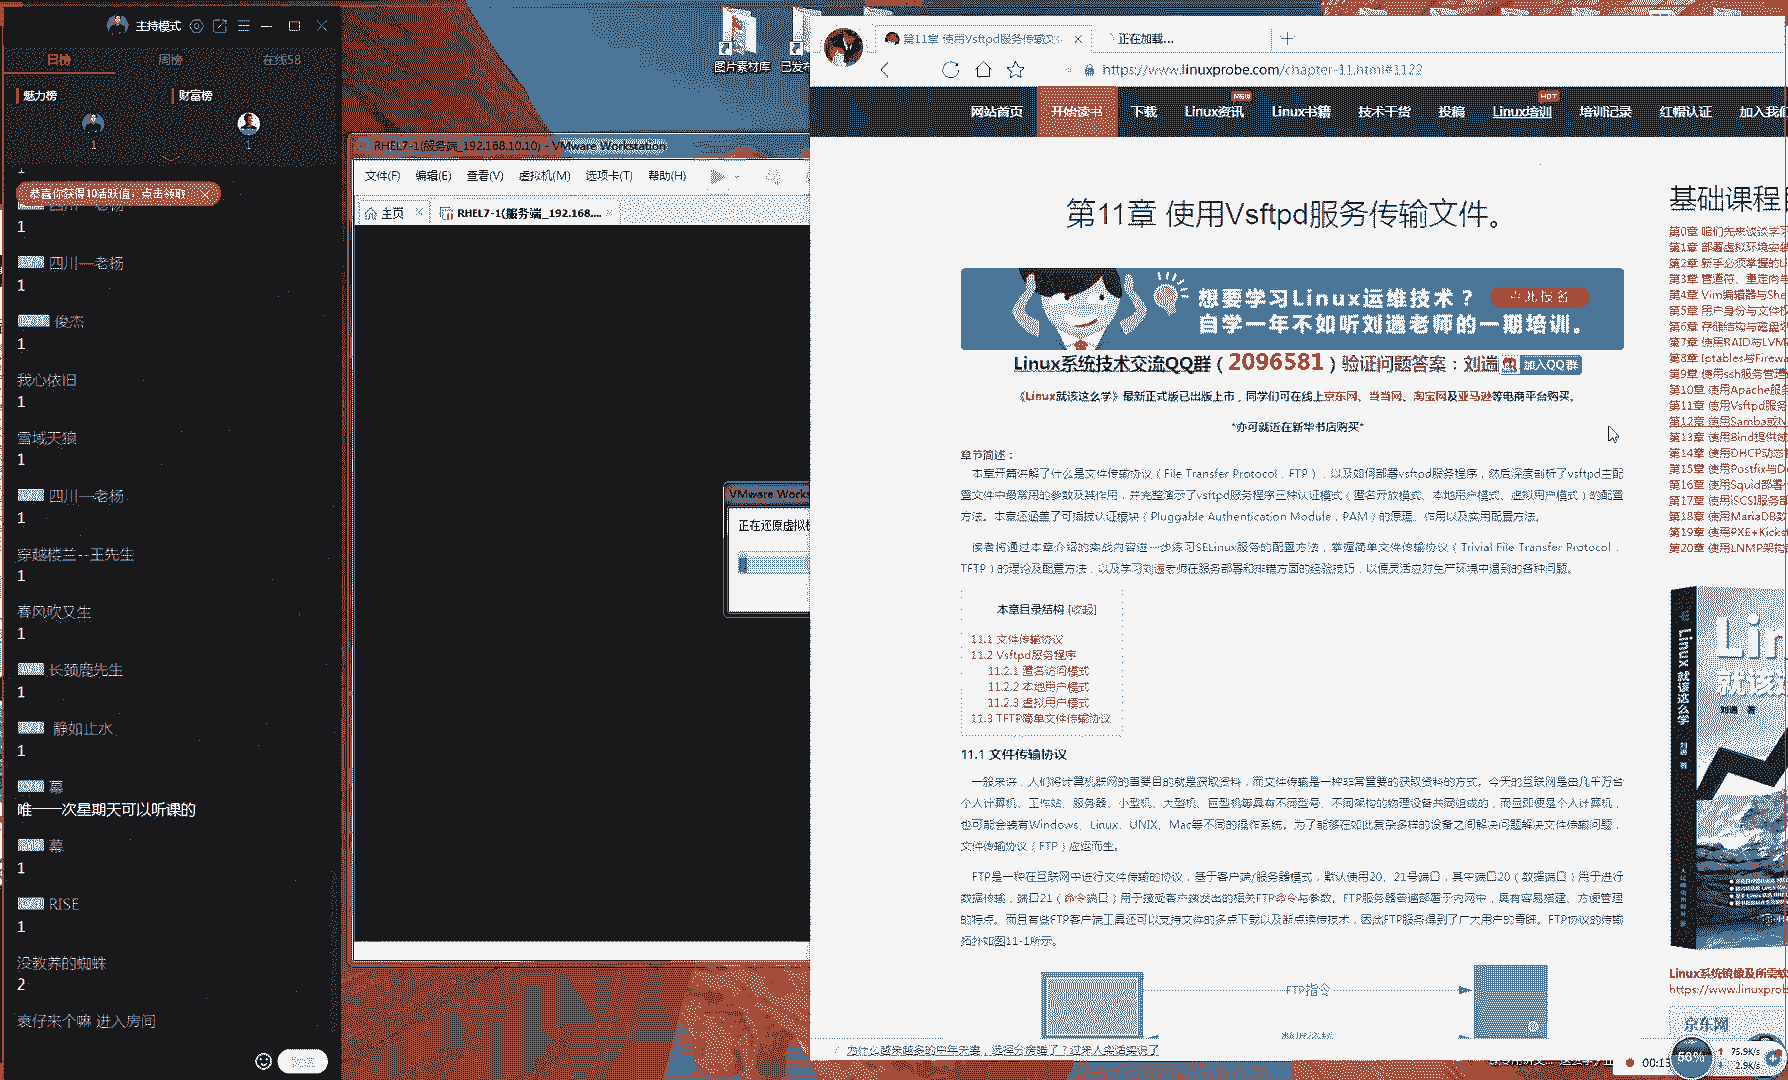 主持模式
日榜 周榜 在线58
魅力榜 财富榜
1 1
恭喜你获得10活跃值，点击领取
四川—老杨
1
四川—老杨
1
俊杰
1
我心依旧
1
雪域天狼
1
四川—老杨
1
穿越楼兰--王先生
1
春风吹又生
1
长颈鹿先生
1
静如止水
1
幕
唯一一次星期天可以听课的
幕
1
RISE
1
没教养的蜘蛛
2
袁仔来个嘛 进入房间
图片素材库
RHEL7-1(服务端_192.168.10.10) - VMware Workstation
文件(F) 编辑(E) 查看(V) 虚拟机(M) 选项卡(T) 帮助(H)
主页 RHEL7-1(服务端_192.168....
VMware Works
正在还原虚拟机
第11章 使用Vsftpd服务传输文件 正在加载...
https://www.linuxprobe.com/chapter-11.html#1122
网站首页 开始读书 下载 Linux资讯 NEW Linux书籍 技术干货 投稿 Linux培训 HOT 培训记录 红帽认证 加入我们
第11章 使用Vsftpd服务传输文件。
想要学习Linux运维技术？ 点此报名
自学一年不如听刘遄老师的一期培训。
Linux系统技术交流QQ群（2096581）验证问题答案：刘遄 加入QQ群
《Linux就该这么学》最新正式版已出版上市，同学们可在线上京东网、当当网、淘宝网及亚马逊等电商平台购买。
*亦可就近在新华书店购买*
章节简述：
本章开篇讲解了什么是文件传输协议（File Transfer Protocol，FTP），以及如何部署vsftpd服务程序，然后深度剖析了vsftpd主配
置文件中最常用的参数及其作用，并完整演示了vsftpd服务程序三种认证模式（匿名开放模式、本地用户模式、虚拟用户模式）的配置
方法。本章还涵盖了可插拔认证模块（Pluggable Authentication Module，PAM）的原理、作用以及实用配置方法。
读者将通过本章介绍的实战内容进一步练习SELinux服务的配置方法，掌握简单文件传输协议（Trivial File Transfer Protocol，
TFTP）的理论及配置方法，以及学习刘遄老师在服务部署和排错方面的经验技巧，以便灵活应对生产环境中遇到的各种问题。
本章目录结构 [收起]
11.1 文件传输协议
11.2 Vsftpd服务程序
11.2.1 匿名访问模式
11.2.2 本地用户模式
11.2.3 虚拟用户模式
11.3 TFTP简单文件传输协议
11.1 文件传输协议
一般来讲，人们将计算机联网的首要目的就是获取资料，而文件传输是一种非常重要的获取资料的方式。今天的互联网是由几千万台
个人计算机、工作站、服务器、小型机、大型机、巨型机等具有不同型号、不同架构的物理设备共同组成的，而且即便是个人计算机，
也可能会装有Windows、Linux、UNIX、Mac等不同的操作系统。为了能够在如此复杂多样的设备之间解决问题解决文件传输问题，
文件传输协议（FTP）应运而生。
FTP是一种在互联网中进行文件传输的协议，基于客户端/服务器模式，默认使用20、21号端口，其中端口20（数据端口）用于进行
数据传输，端口21（命令端口）用于接受客户端发出的相关FTP命令与参数。FTP服务器普遍部署于内网中，具有容易搭建、方便管理
的特点。而且有些FTP客户端工具还可以支持文件的多点下载以及断点续传技术，因此FTP服务得到了广大用户的青睐。FTP协议的传输
拓扑如图11-1所示。
FTP指令
为什么越来越多的中年夫妻，选择分房睡了？过来人说透实话了
基础课程
第0章 咱们先来谈谈学习
第1章 部署虚拟环境安装
第2章 新手必须掌握的L
第3章 管道符、重定向与
第4章 Vim编辑器与She
第5章 用户身份与文件权
第6章 存储结构与磁盘划
第7章 使用RAID与LVM
第8章 Iptables与Firewa
第9章 使用ssh服务管理
第10章 使用Apache服务
第11章 使用Vsftpd服务
第12章 使用Samba或N
第13章 使用Bind提供域
第14章 使用DHCP动态
第15章 使用Postfix与Do
第16章 使用Squid部署
第17章 使用iSCSI服务部
第18章 使用MariaDB数
第19章 使用PXE+Kicks
第20章 使用LNMP架构
Linux 就该这么学 刘遄 著
Linux系统镜像及所需软
https://www.linuxprob
京东网
00:1
56% 75.9K/s
2.9K/s